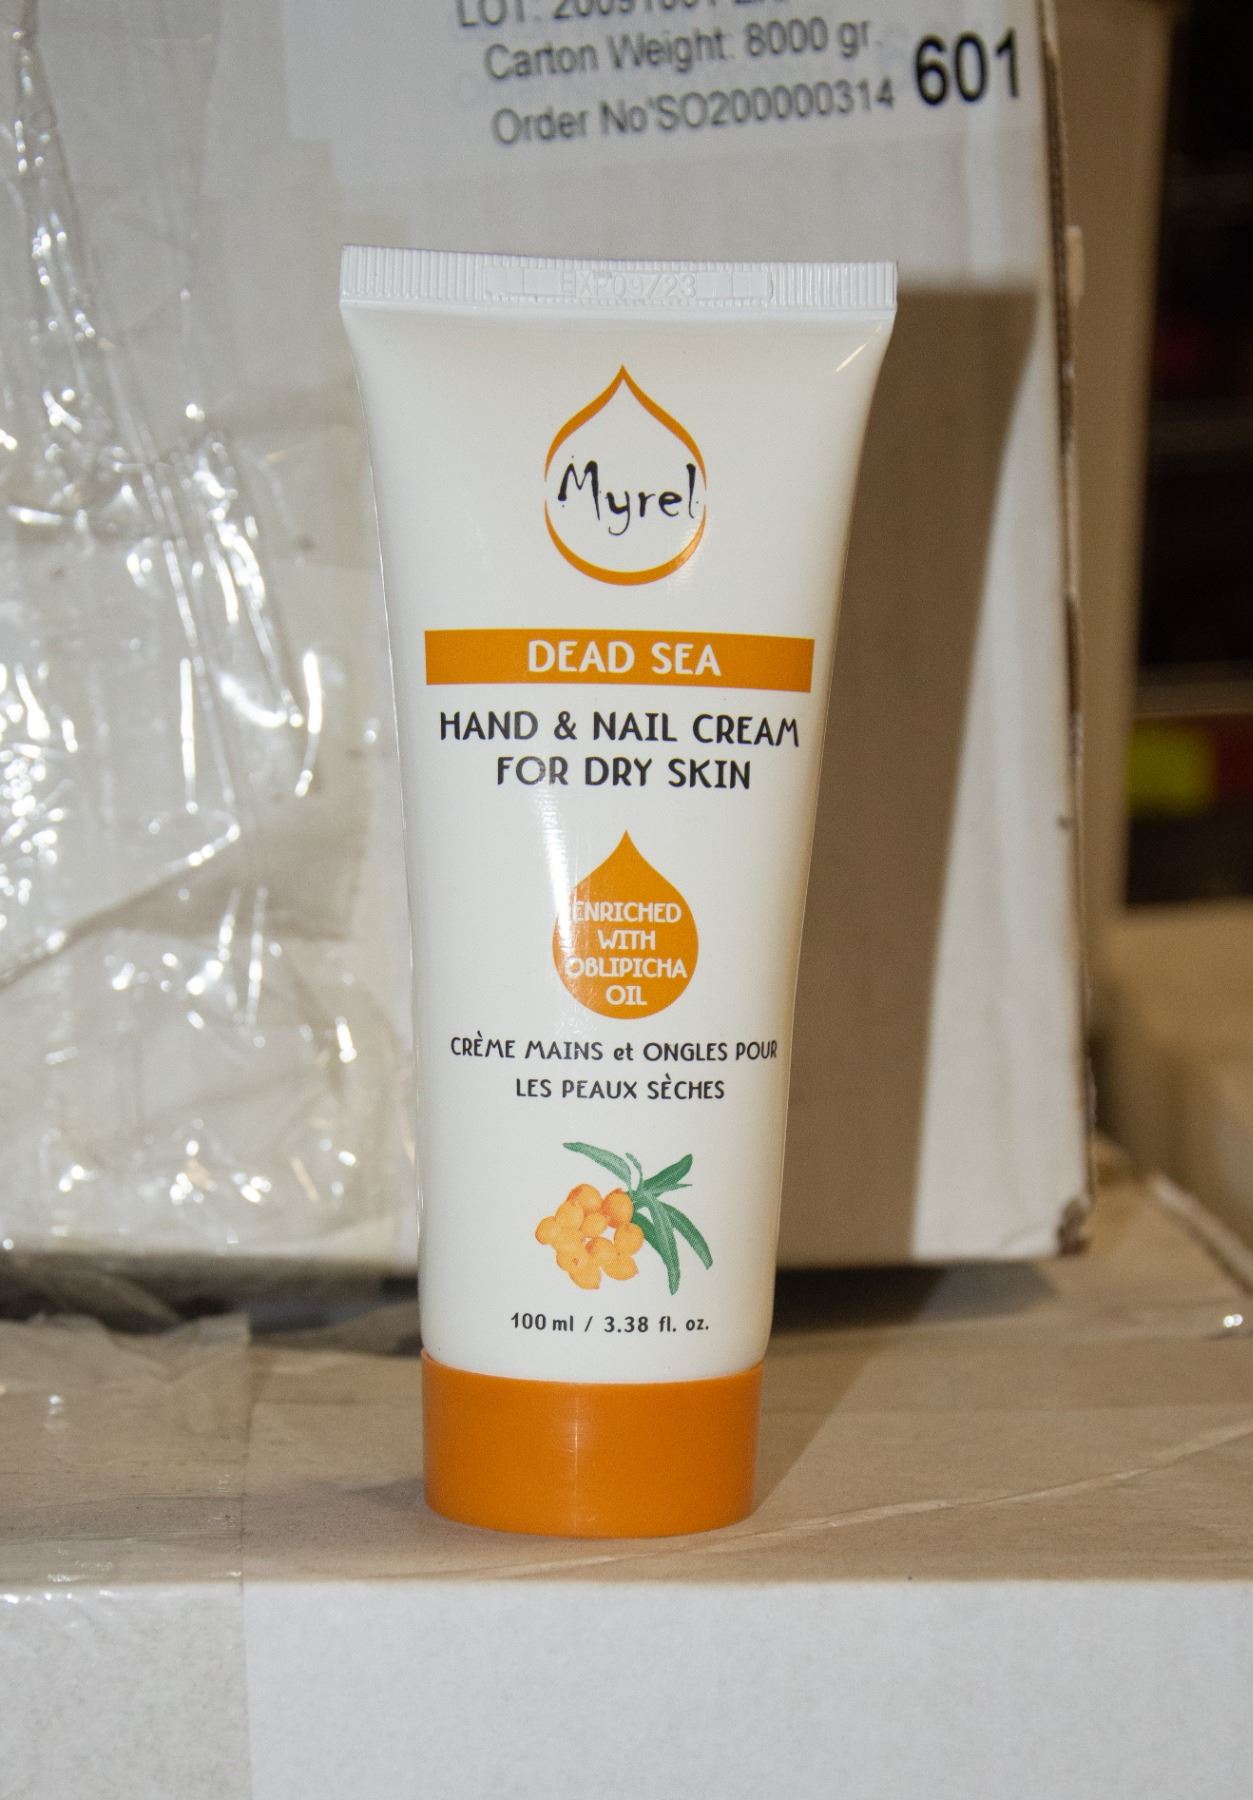 Carton Weight: 8000 gr.
Order No'SO200000314
601
EXP09/23
Myrel
DEAD SEA
HAND & NAIL CREAM
FOR DRY SKIN
ENRICHED
WITH
OBLIPICHA
OIL
CRÈME MAINS et ONGLES POUR
LES PEAUX SÈCHES
100 ml / 3.38 fl. oz.